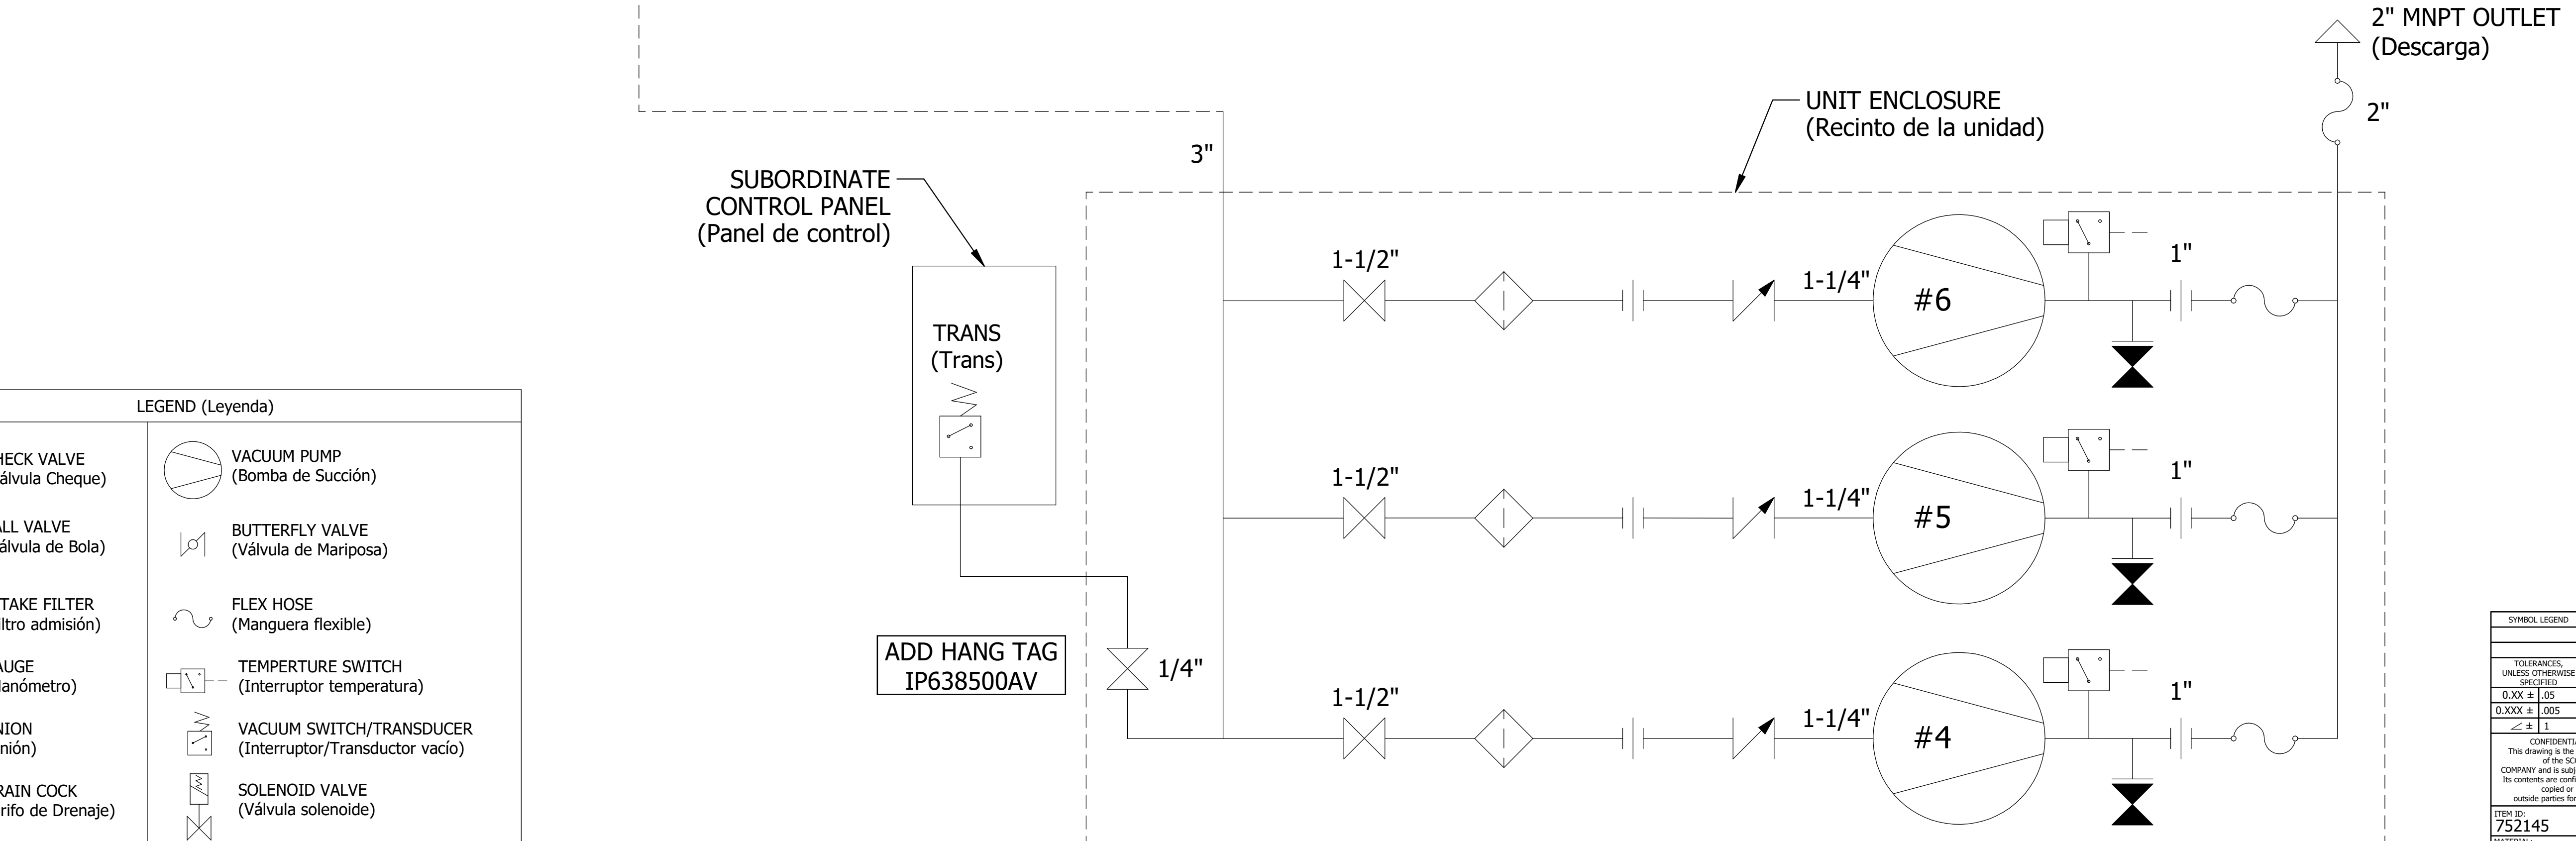 2" MNPT OUTLET
(Descarga)
2"
UNIT ENCLOSURE
(Recinto de la unidad)
3"
SUBORDINATE
CONTROL PANEL
(Panel de control)
TRANS
(Trans)
1-1/2"
1-1/4"
#6
1"
1-1/2"
1-1/4"
#5
1"
ADD HANG TAG
IP638500AV
1/4"
1-1/2"
1-1/4"
#4
1"
LEGEND (Leyenda)
HECK VALVE
álvula Cheque)
ALL VALVE
álvula de Bola)
TAKE FILTER
iltro admisión)
AUGE
lanómetro)
NION
nión)
RAIN COCK
rifo de Drenaje)
VACUUM PUMP
(Bomba de Succión)
BUTTERFLY VALVE
(Válvula de Mariposa)
FLEX HOSE
(Manguera flexible)
TEMPERTURE SWITCH
(Interruptor temperatura)
VACUUM SWITCH/TRANSDUCER
(Interruptor/Transductor vacío)
SOLENOID VALVE
(Válvula solenoide)
SYMBOL LEGEND
TOLERANCES,
UNLESS OTHERWISE
SPECIFIED
0.XX ± .05
0.XXX ± .005
∠ ± 1
CONFIDENTIA
This drawing is the
of the SCO
COMPANY and is subj
Its contents are confi
copied or
outside parties for
ITEM ID:
752145